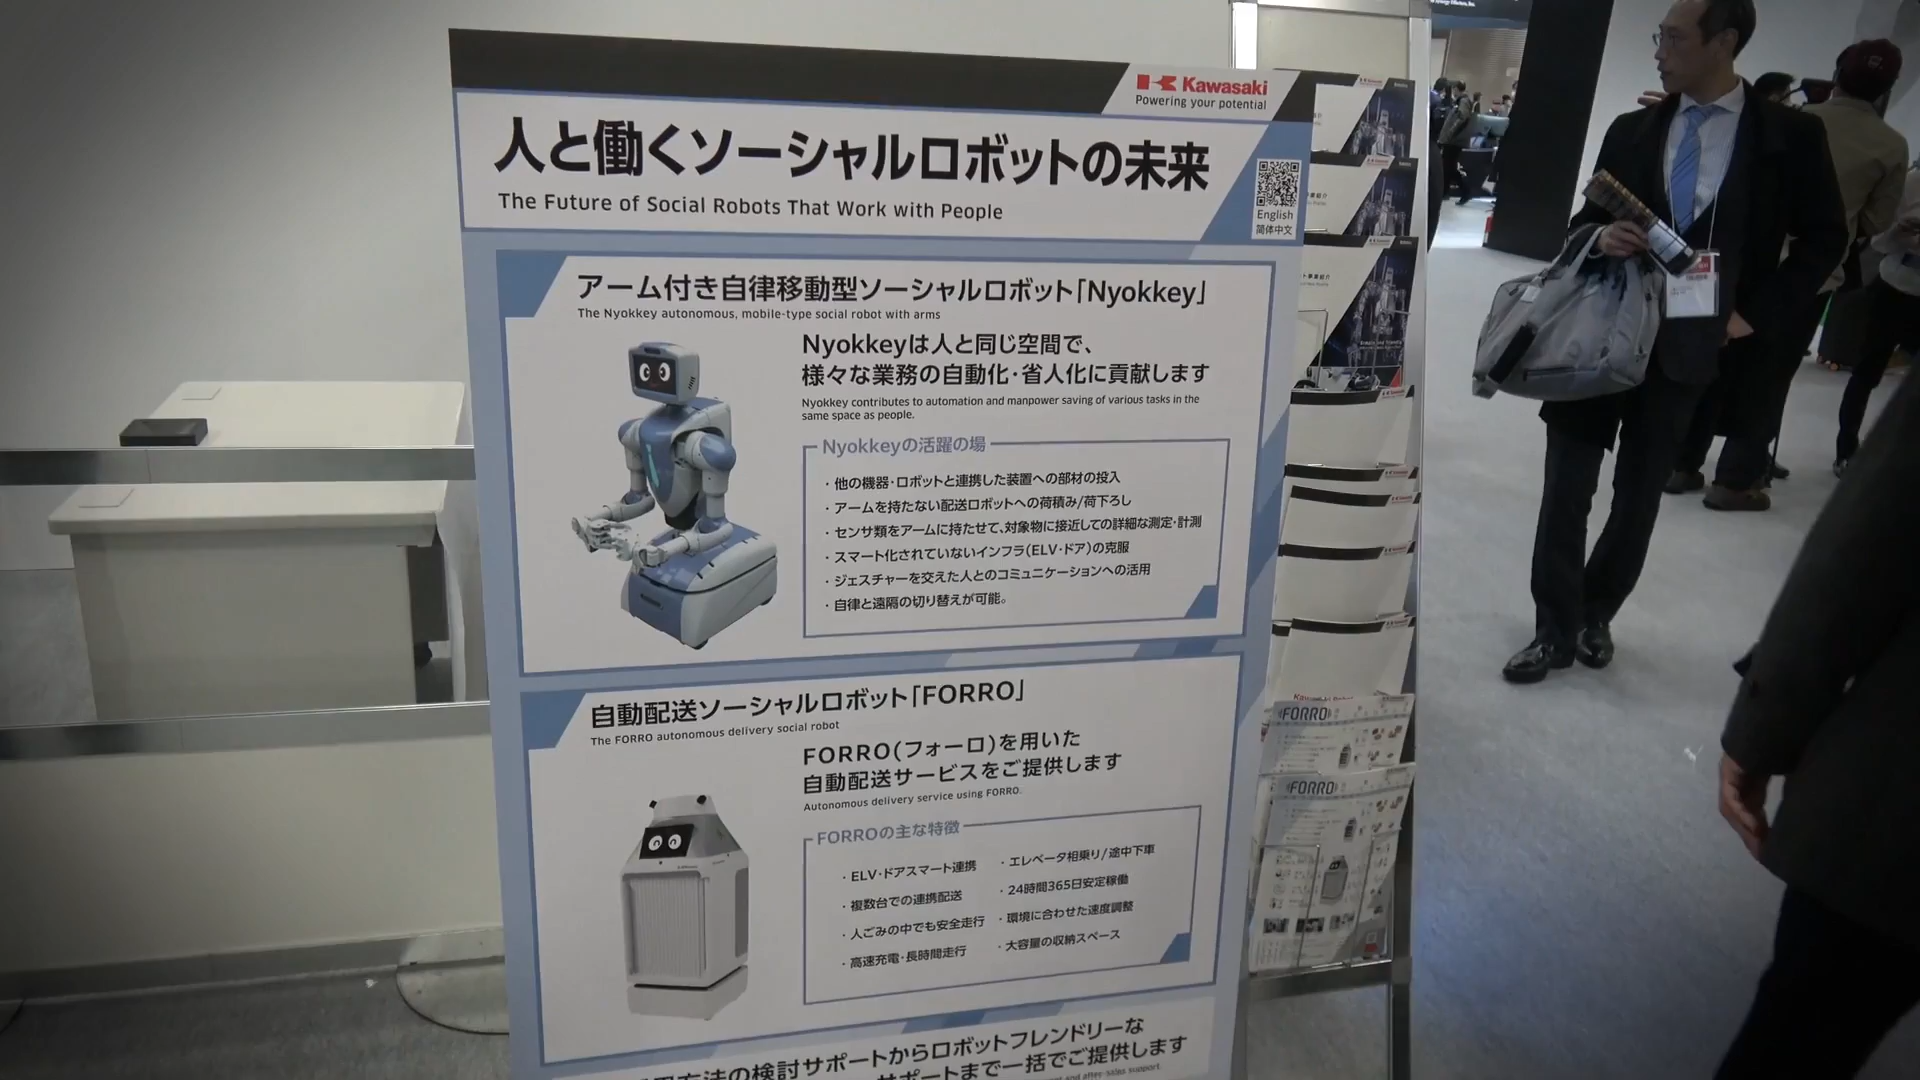 Kawasaki
Powering your potential
人と働くソーシャルロボットの未来
The Future of Social Robots That Work with People
English
简体中文
アーム付き自律移動型ソーシャルロボット「Nyokkey」
The Nyokkey autonomous, mobile-type social robot with arms
Nyokkeyは人と同じ空間で、
様々な業務の自動化・省人化に貢献します
Nyokkey contributes to automation and manpower saving of various tasks in the
same space as people.
Nyokkeyの活躍の場
・他の機器・ロボットと連携した装置への部材の投入
・アームを持たない配送ロボットへの荷積み/荷下ろし
・センサ類をアームに持たせて、対象物に接近しての詳細な測定・計測
・スマート化されていないインフラ(ELV・ドア)の克服
・ジェスチャーを交えた人とのコミュニケーションへの活用
・自律と遠隔の切り替えが可能。
自動配送ソーシャルロボット「FORRO」
The FORRO autonomous delivery social robot
FORRO(フォーロ)を用いた
自動配送サービスをご提供します
Autonomous delivery service using FORRO.
FORROの主な特徴
・ELV・ドアスマート連携
・複数台での連携配送
・人ごみの中でも安全走行
・高速充電・長時間走行
・エレベータ相乗り/途中下車
・24時間365日安定稼働
・環境に合わせた速度調整
・大容量の収納スペース
方法の検討サポートからロボットフレンドリーな
サポートまで一括でご提供します
and after-sales support.
FORRO
FORRO